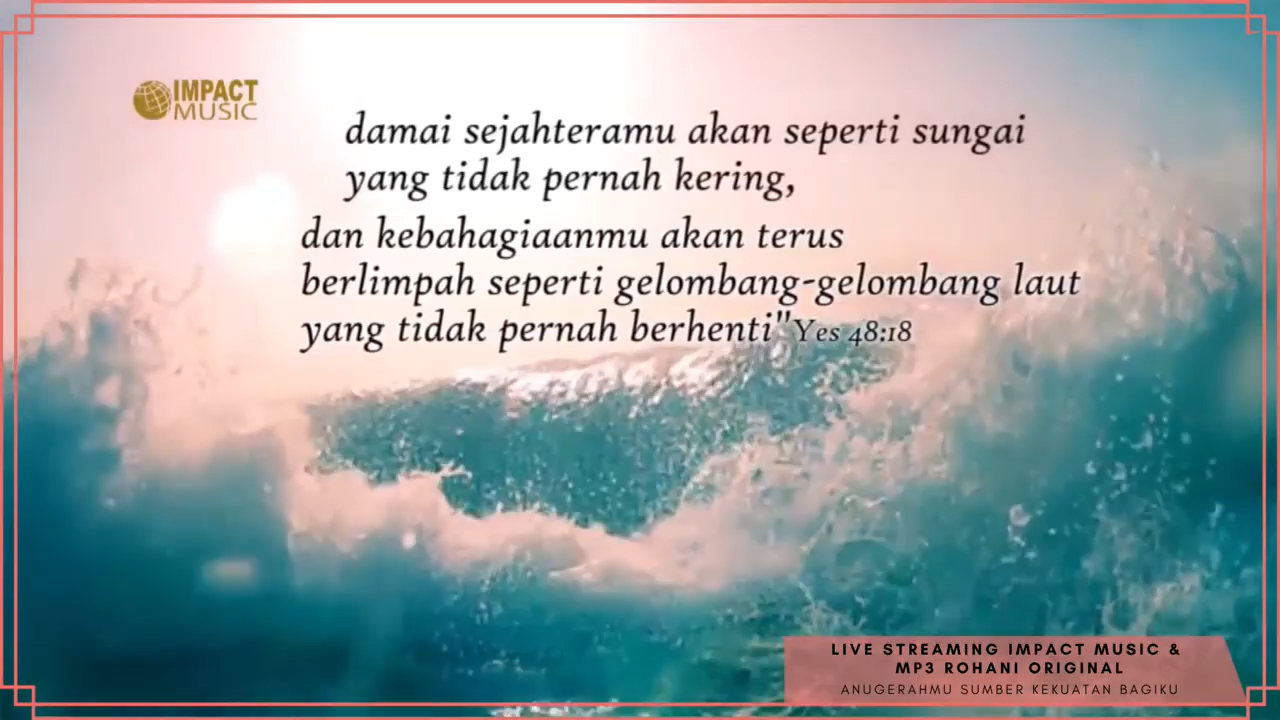 IMPACT
MUSIC
damai sejahteramu akan seperti sungai
yang tidak pernah kering,
dan kebahagiaanmu akan terus
berlimpah seperti gelombang-gelombang laut
yang tidak pernah berhenti" Yes 48:18
LIVE STREAMING IMPACT MUSIC &
MP3 ROHANI ORIGINAL
ANUGERAHMU SUMBER KEKUATAN BAGIKU